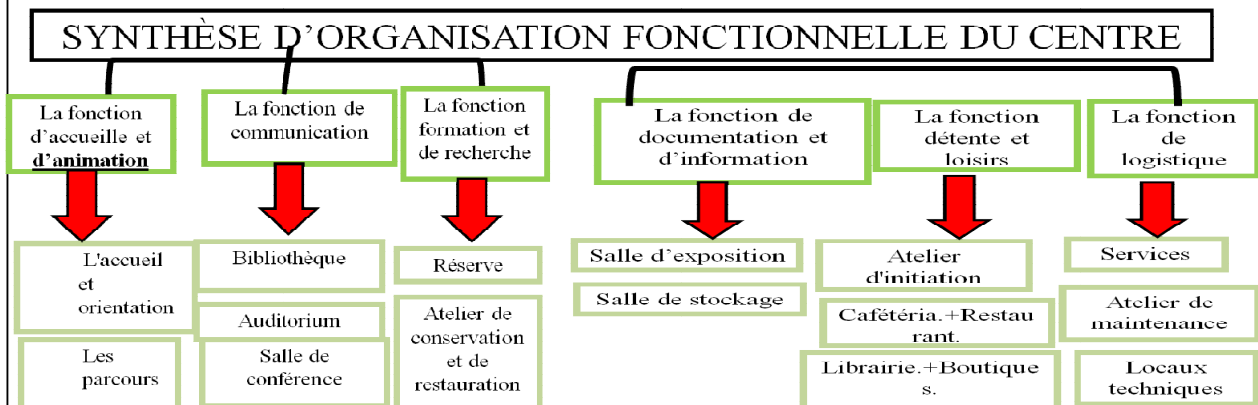 SYNTHÈSE D'ORGANISATION FONCTIONNELLE DU CENTRE
La fonction
d'accueille et
d'animation
La fonction de
communication
La fonction
formation et
de recherche
La fonction de
documentation et
d'information
La fonction
détente et
loisirs
La fonction
de
logistique
L'accueil
et
orientation
Les
parcours
Bibliothèque
Auditorium
Salle de
conférence
Réserve
Atelier de
conservation
et de
restauration
Salle d'exposition
Salle de stockage
Atelier
d'initiation
Cafétéria.+Restau
rant.
Librairie.+Boutique
s.
Services
Atelier de
maintenance
Locaux
techniques